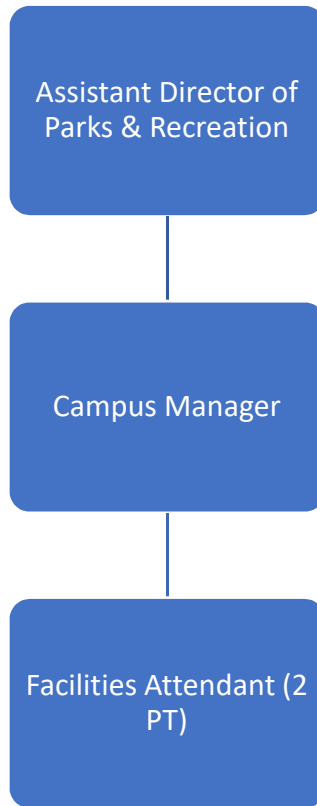 Assistant Director of
Parks & Recreation
Campus Manager
Facilities Attendant (2
PT)